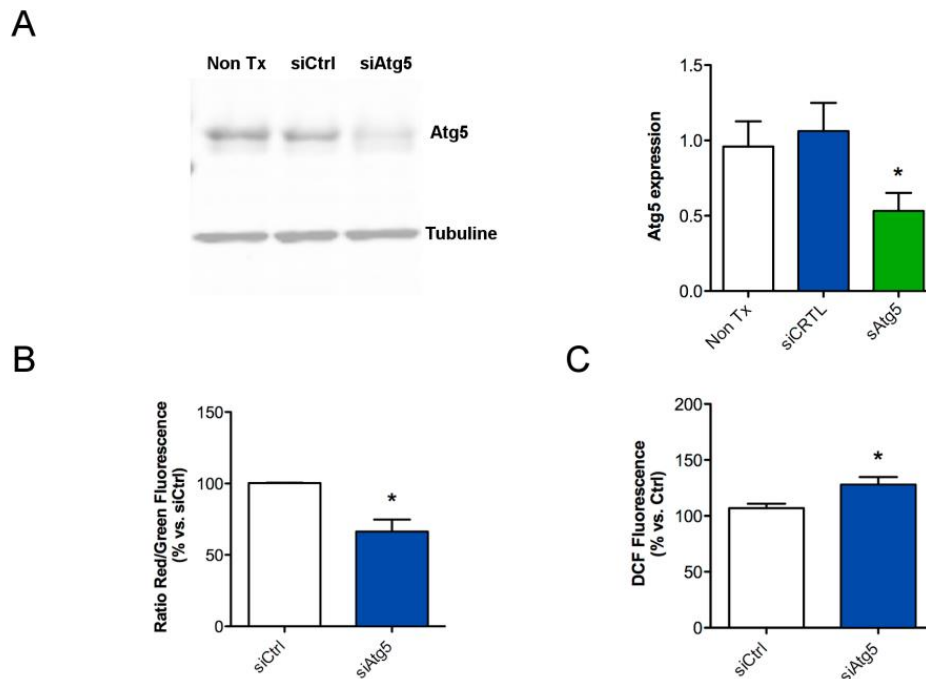 A
Non Tx siCtrl siAtg5
Atg5
Tubuline
Atg5 expression
1.5
1.0
0.5
0.0
*
Non Tx siCRTL sAtg5
B
Ratio Red/Green Fluorescence
(% vs. siCtrl)
150
100
50
0
*
siCtrl siAtg5
C
DCF Fluorescence
(% vs. Ctrl)
200
150
100
50
0
*
siCtrl siAtg5